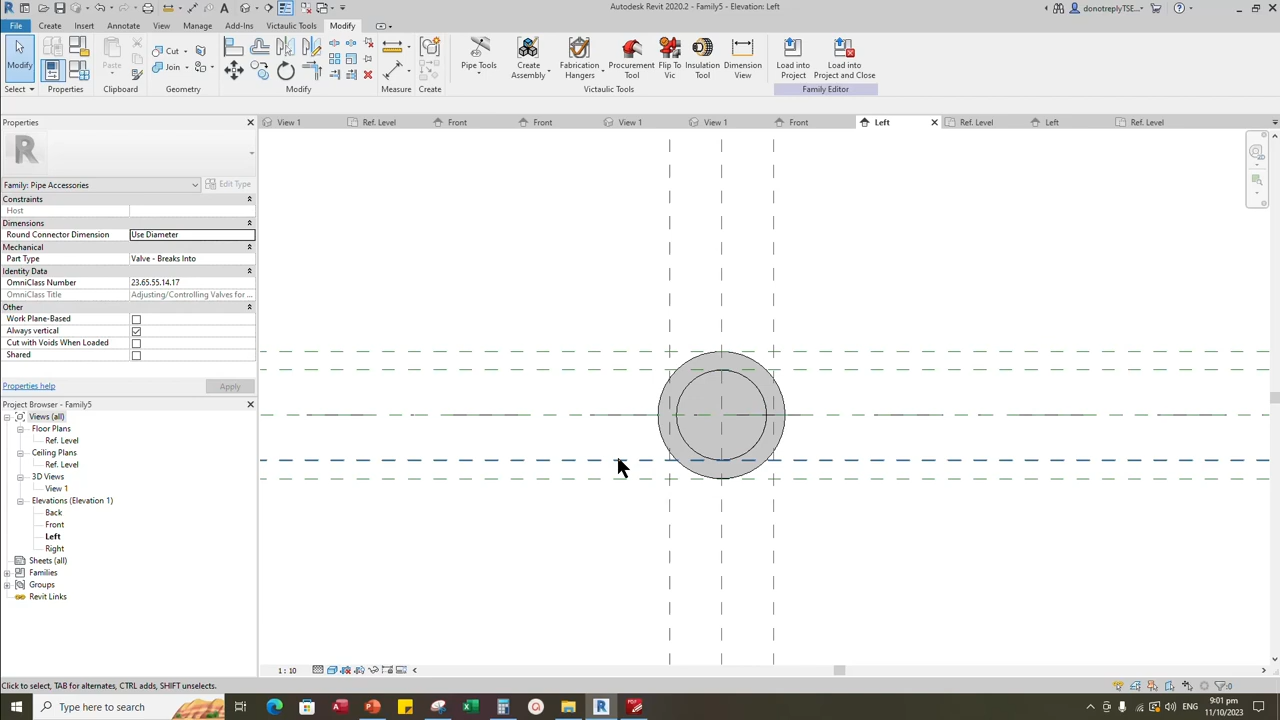 Autodesk Revit 2020.2 - Family5 - Elevation: Left
donotreplyTSE...
File Create Insert Annotate View Manage Add-Ins Victaulic Tools Modify
Modify
Paste
Cut
Join
Pipe Tools
Create Assembly
Fabrication Hangers
Procurement Tool
Flip To Vic
Insulation Tool
Dimension View
Load into Project
Load into Project and Close
Select Properties Clipboard Geometry Modify Measure Create Victaulic Tools Family Editor
Properties
View 1 Ref. Level Front Front View 1 View 1 Front Left Ref. Level Left Ref. Level
Family: Pipe Accessories Edit Type
Constraints
Host
Dimensions
Round Connector Dimension Use Diameter
Mechanical
Part Type Valve - Breaks Into
Identity Data
OmniClass Number 23.65.55.14.17
OmniClass Title Adjusting/Controlling Valves for ...
Other
Work Plane-Based
Always vertical
Cut with Voids When Loaded
Shared
Properties help Apply
Project Browser - Family5
Views (all)
Floor Plans
Ref. Level
Ceiling Plans
Ref. Level
3D Views
View 1
Elevations (Elevation 1)
Back
Front
Left
Right
Sheets (all)
Families
Groups
Revit Links
1 : 10
Click to select, TAB for alternates, CTRL adds, SHIFT unselects.
:0
Type here to search
9:01 pm
11/10/2023